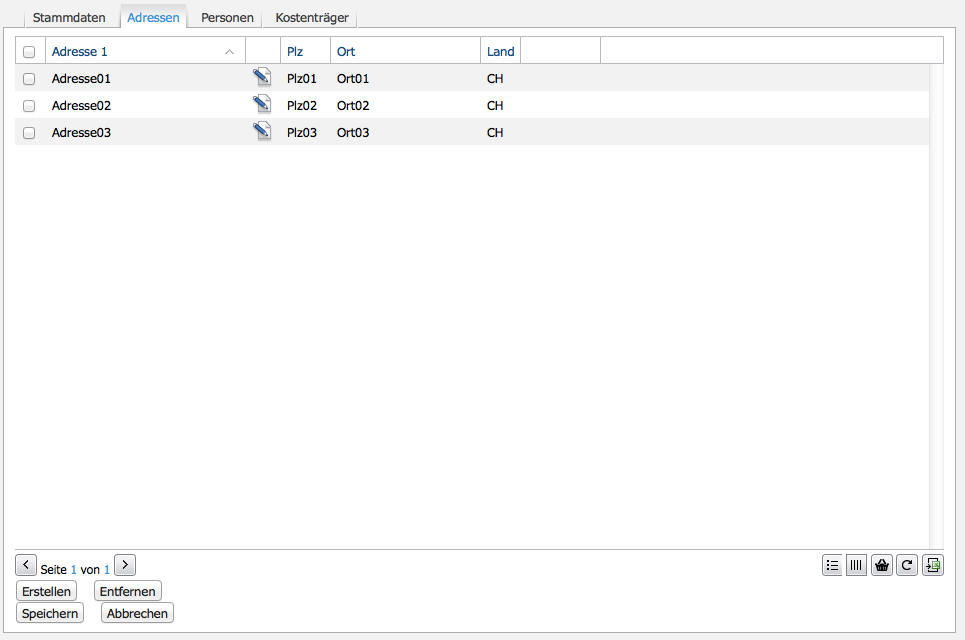 Stammdaten Adressen Personen Kostenträger
Adresse 1 Plz Ort Land
Adresse01 Plz01 Ort01 CH
Adresse02 Plz02 Ort02 CH
Adresse03 Plz03 Ort03 CH
Seite 1 von 1
Erstellen Entfernen
Speichern Abbrechen